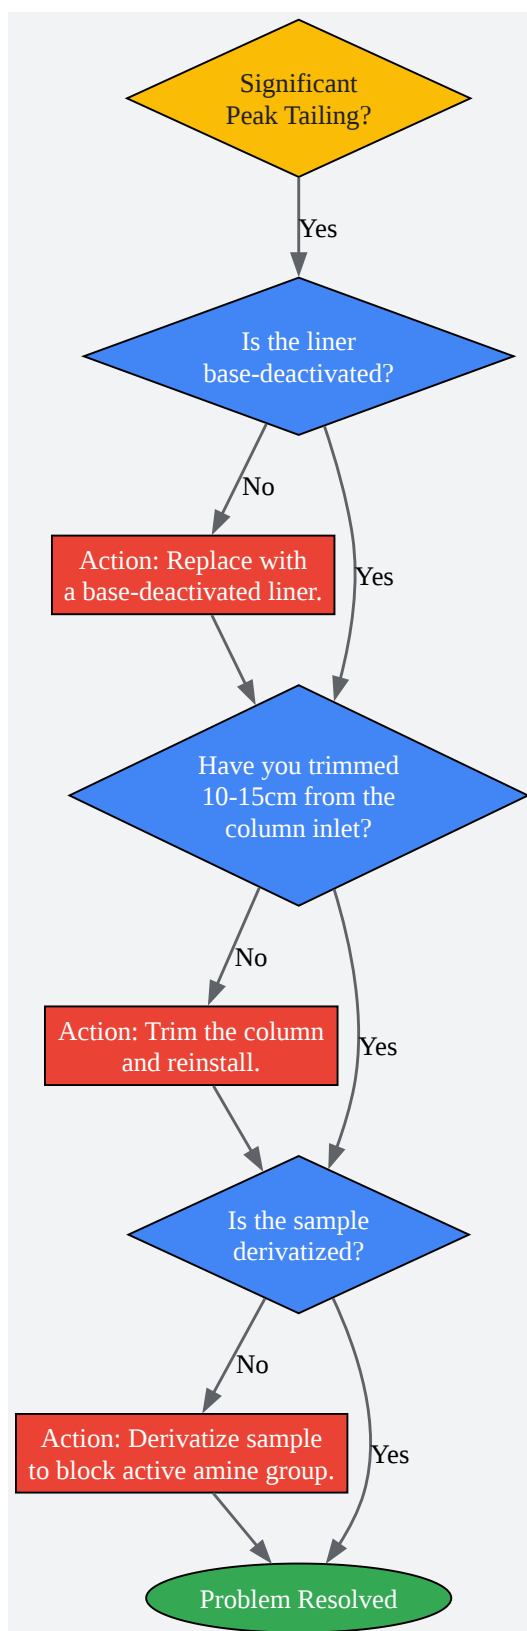 Significant
Peak Tailing?
Yes
Is the liner
base-deactivated?
No
Action: Replace with
a base-deactivated liner.
Yes
Have you trimmed
10-15cm from the
column inlet?
No
Action: Trim the column
and reinstall.
Yes
Is the sample
derivatized?
No
Action: Derivatize sample
to block active amine group.
Yes
Problem Resolved